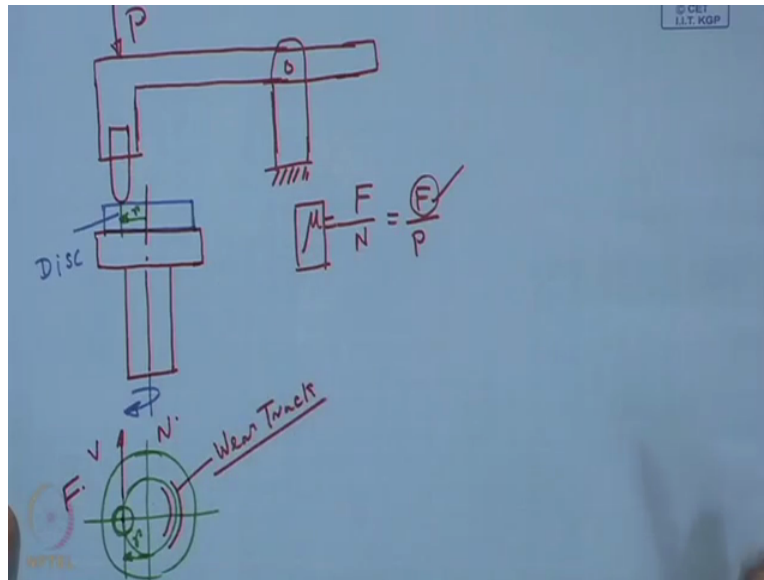 © CET
I.I.T. KGP
P
μ = F/N = F/P
r
Disc
N.
V
F.
Wear Track
r
NPTEL